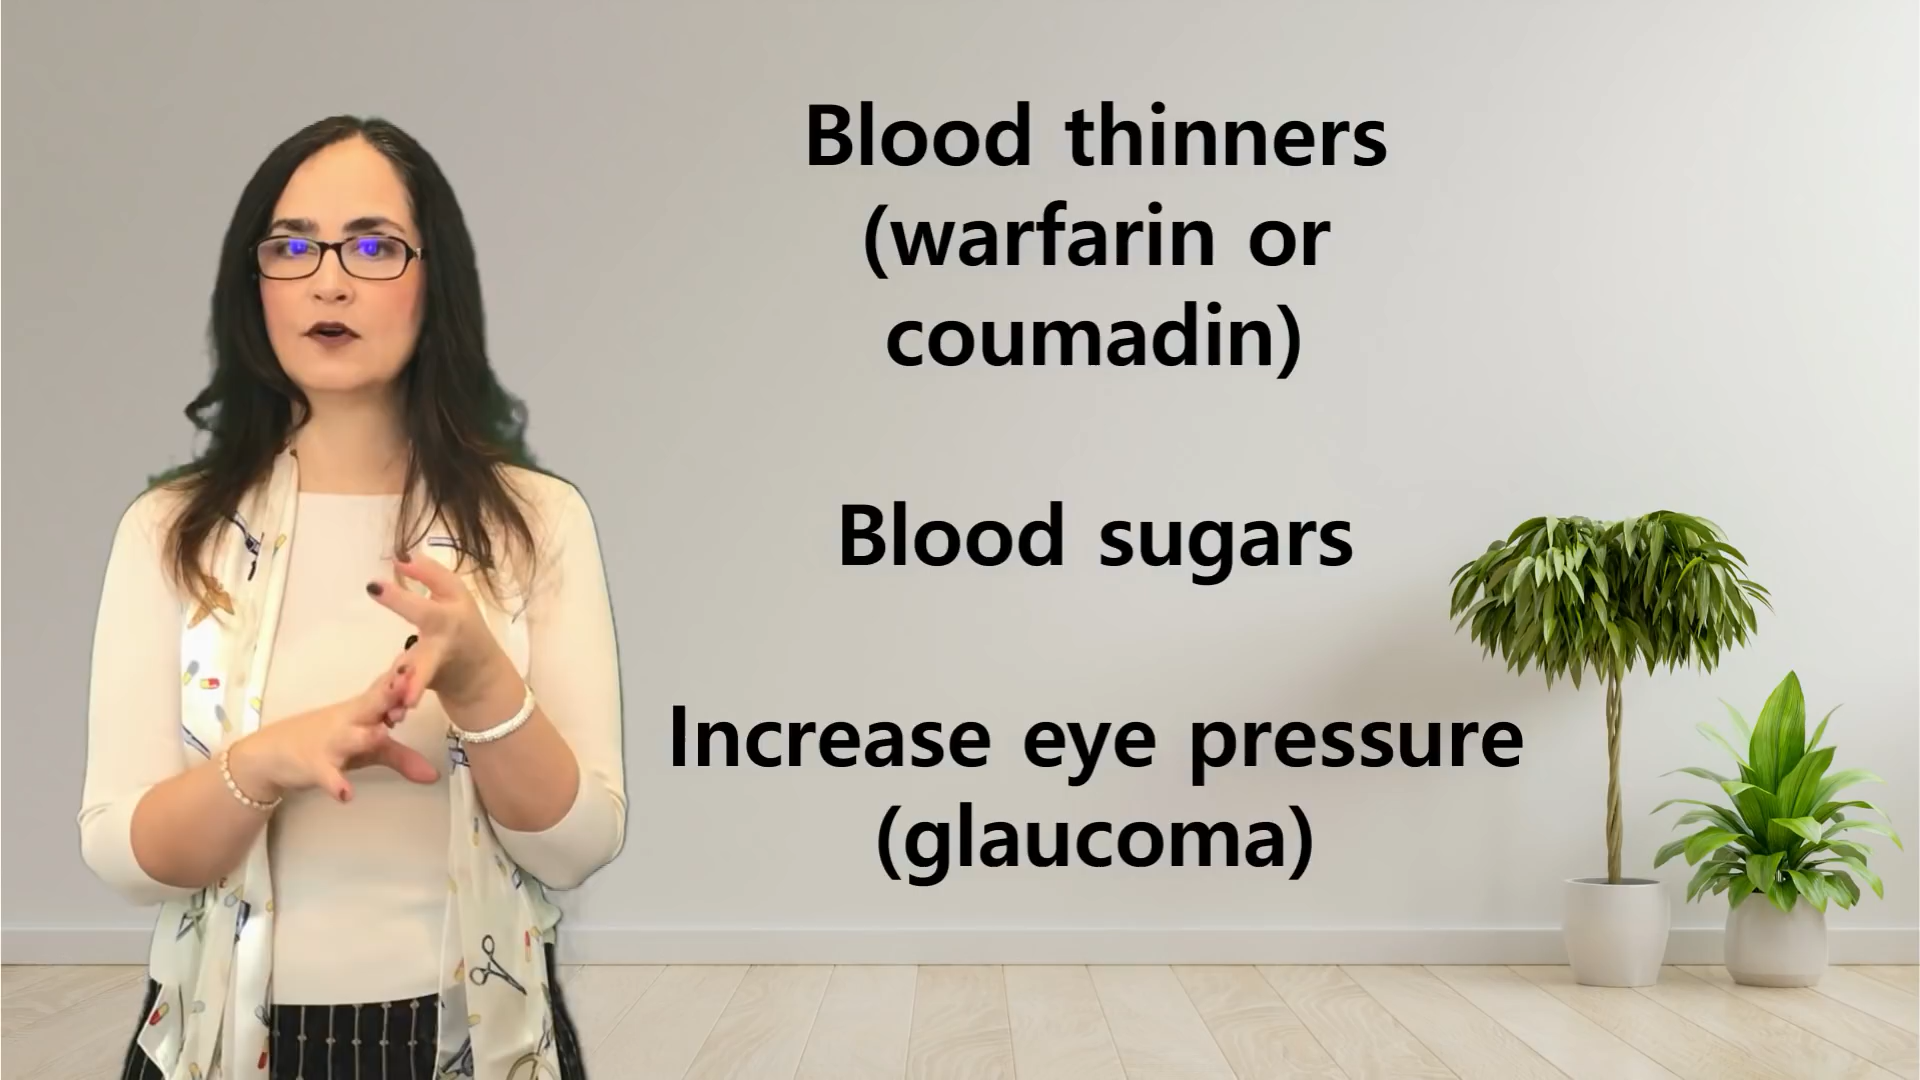 Blood thinners
(warfarin or
coumadin)
Blood sugars
Increase eye pressure
(glaucoma)